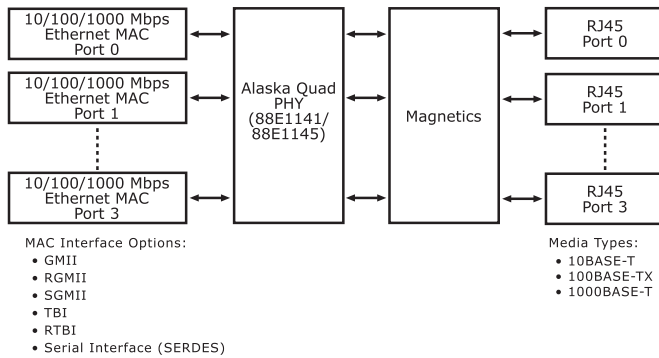 10/100/1000 Mbps
Ethernet MAC
Port 0
10/100/1000 Mbps
Ethernet MAC
Port 1
10/100/1000 Mbps
Ethernet MAC
Port 3
Alaska Quad
PHY
(88E1141/
88E1145)
Magnetics
RJ45
Port 0
RJ45
Port 1
RJ45
Port 3
MAC Interface Options:
• GMII
• RGMII
• SGMII
• TBI
• RTBI
• Serial Interface (SERDES)
Media Types:
• 10BASE-T
• 100BASE-TX
• 1000BASE-T